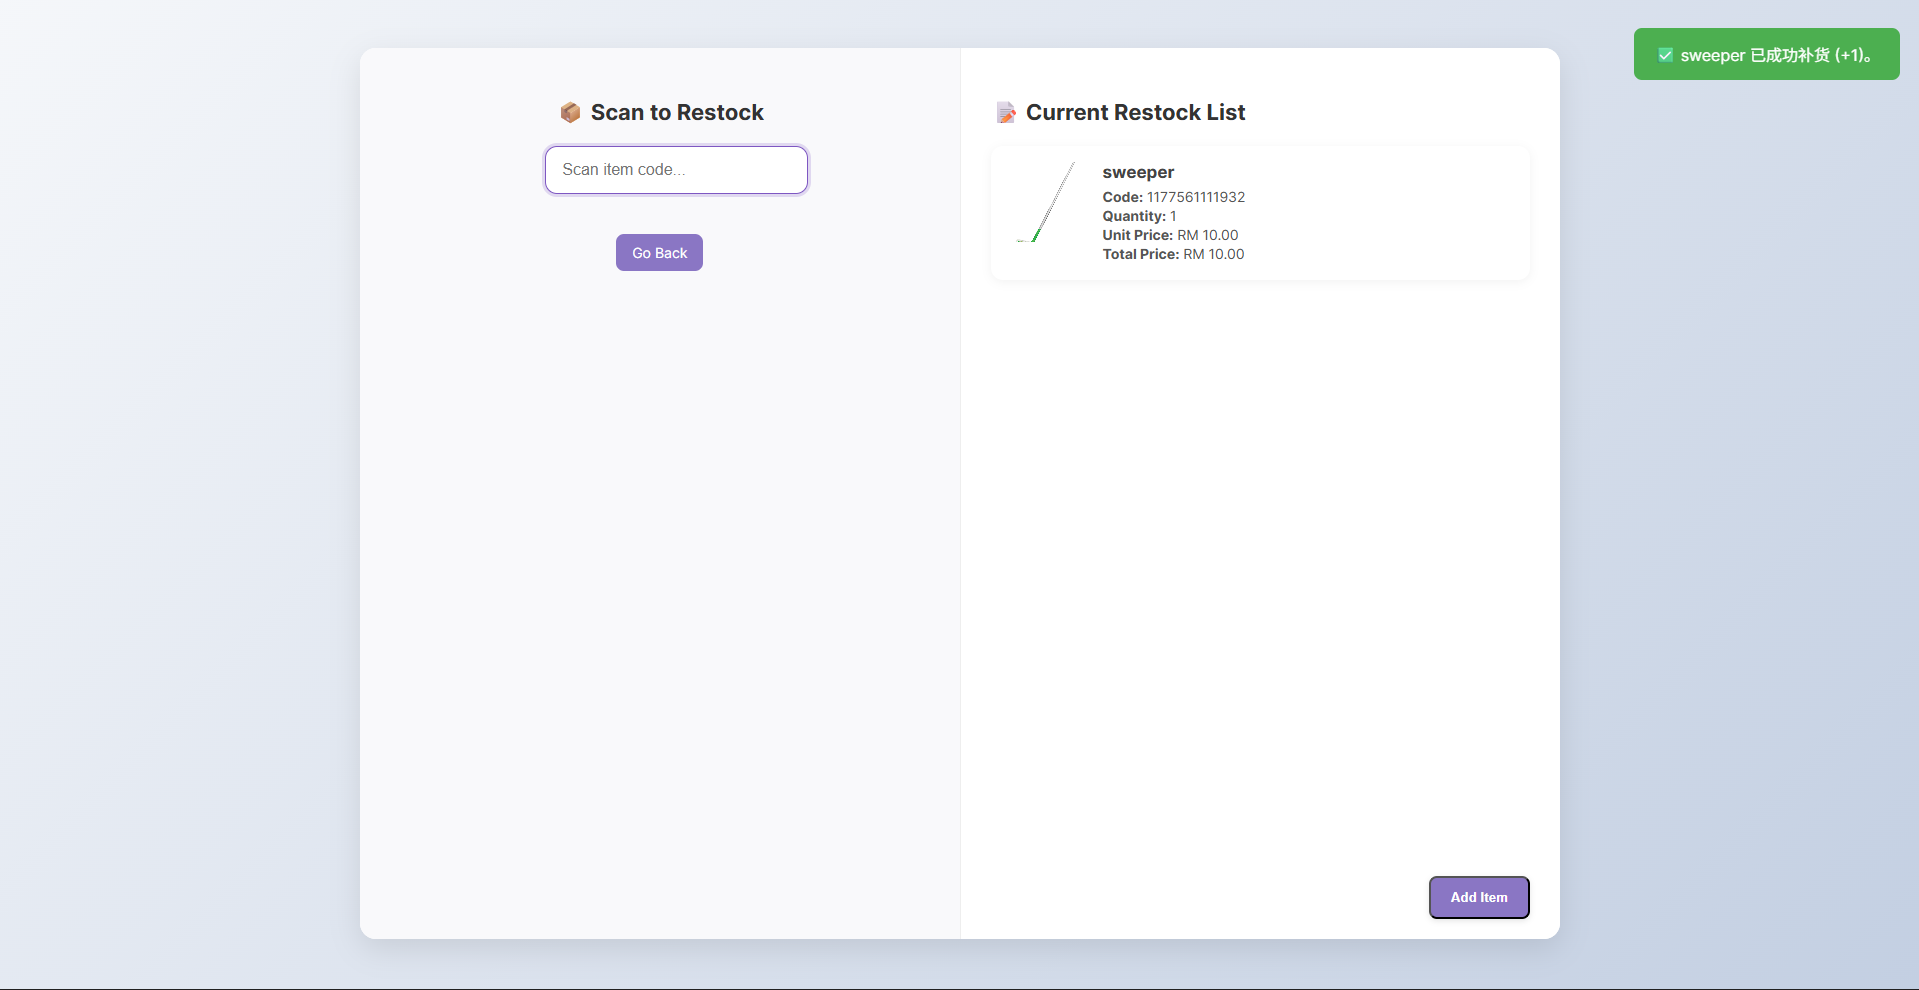 ✅ sweeper 已成功补货 (+1)。
📦 Scan to Restock
Scan item code...
Go Back
📝 Current Restock List
sweeper
Code: 1177561111932
Quantity: 1
Unit Price: RM 10.00
Total Price: RM 10.00
Add Item